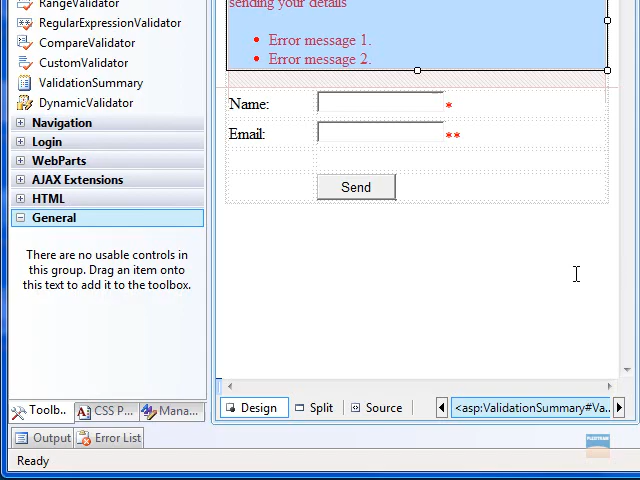 RangeValidator
RegularExpressionValidator
CompareValidator
CustomValidator
ValidationSummary
DynamicValidator
Navigation
Login
WebParts
AJAX Extensions
HTML
General
There are no usable controls in
this group. Drag an item onto
this text to add it to the toolbox.
sending your details
Error message 1.
Error message 2.
Name: *
Email: **
Send
Toolb.. CSS P... Mana...
Design Split Source <asp:ValidationSummary#Va..
Output Error List
Ready